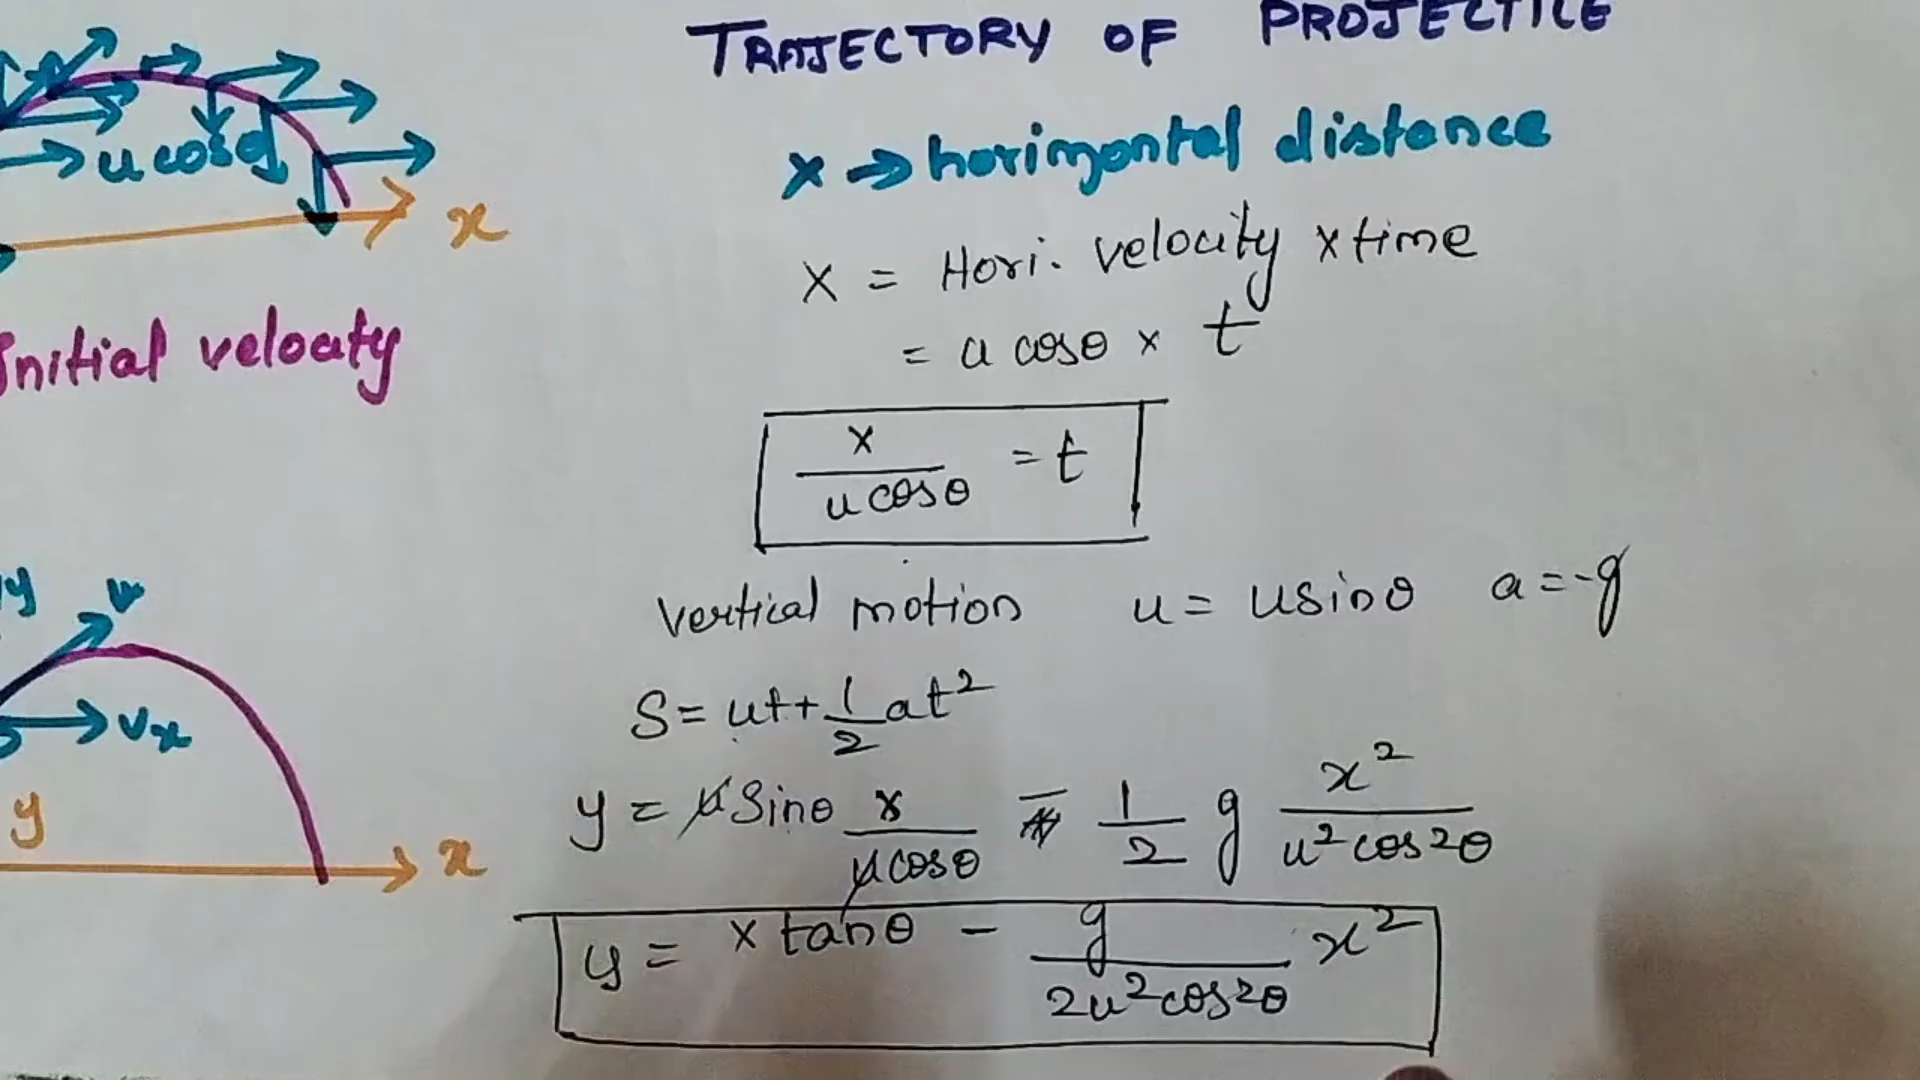 TRAJECTORY OF PROJECTILE
x → horizontal distance
x = Hori. velocity x time
= u cosθ x t
x/u cosθ = t
vertical motion u = usinθ a = -g
S = ut + 1/2 at²
y = u sinθ x/u cosθ - 1/2 g x²/u² cos²θ
y = x tanθ - g/2u² cos²θ x²
u cosθ
x
Initial velocity
y v
vx
y
x